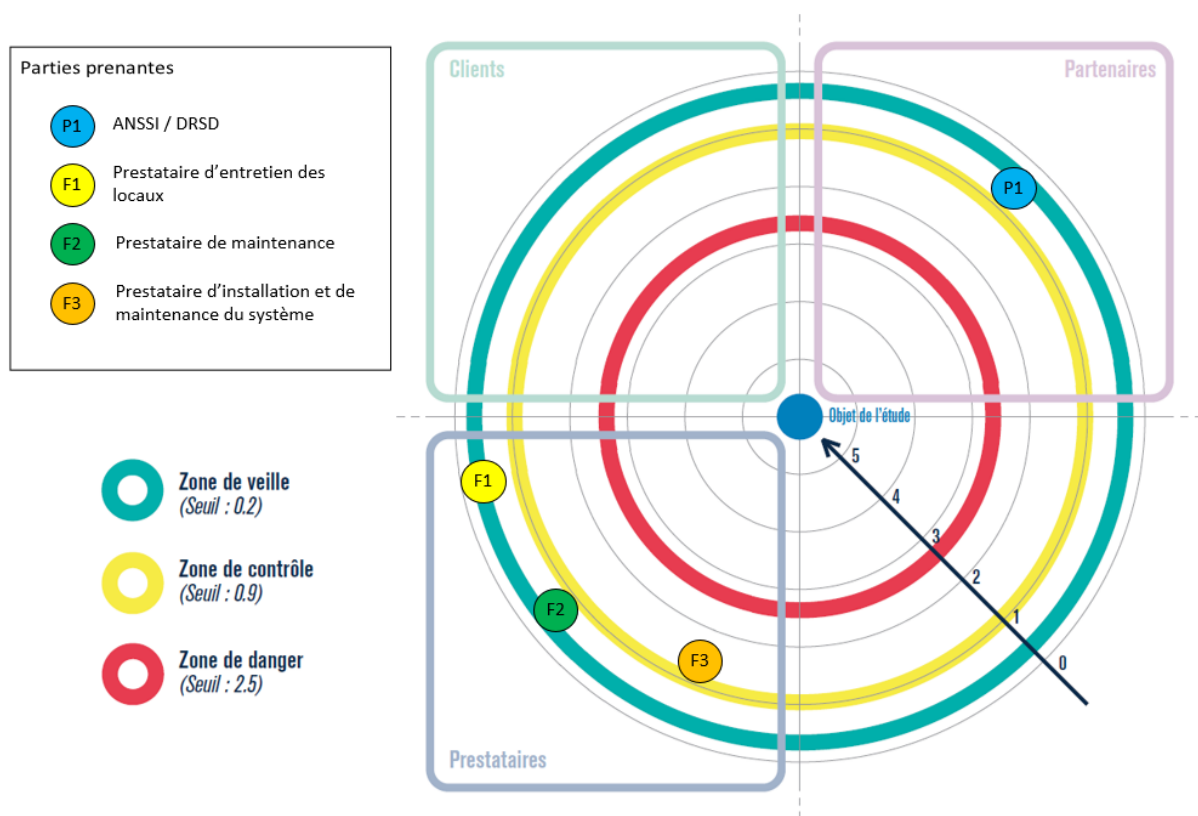 Parties prenantes
P1
ANSSI / DRSD
F1
Prestataire d'entretien des
locaux
F2
Prestataire de maintenance
F3
Prestataire d'installation et de
maintenance du système
Clients
Partenaires
P1
Objet de l'étude
5
4
3
2
1
0
F1
F2
F3
Prestataires
Zone de veille
(Seuil : 0.2)
Zone de contrôle
(Seuil : 0.9)
Zone de danger
(Seuil : 2.5)